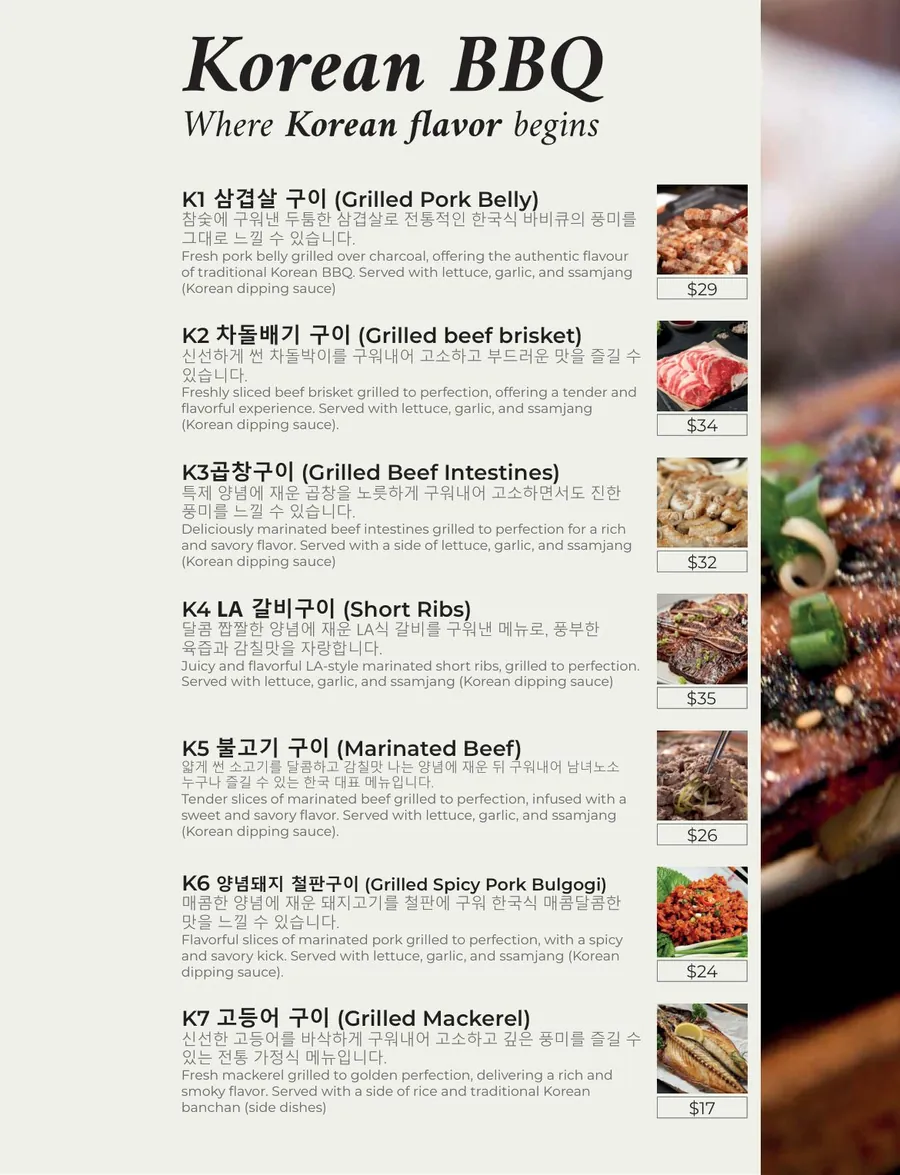 Korean BBQ
Where Korean flavor begins
K1 삼겹살 구이 (Grilled Pork Belly)
참숯에 구워낸 두툼한 삼겹살로 전통적인 한국식 바비큐의 풍미를
그대로 느낄 수 있습니다.
Fresh pork belly grilled over charcoal, offering the authentic flavour
of traditional Korean BBQ. Served with lettuce, garlic, and ssamjang
(Korean dipping sauce)
$29
K2 차돌배기 구이 (Grilled beef brisket)
신선하게 썬 차돌박이를 구워내어 고소하고 부드러운 맛을 즐길 수
있습니다.
Freshly sliced beef brisket grilled to perfection, offering a tender and
flavorful experience. Served with lettuce, garlic, and ssamjang
(Korean dipping sauce).
$34
K3곱창구이 (Grilled Beef Intestines)
특제 양념에 재운 곱창을 노릇하게 구워내어 고소하면서도 진한
풍미를 느낄 수 있습니다.
Deliciously marinated beef intestines grilled to perfection for a rich
and savory flavor. Served with a side of lettuce, garlic, and ssamjang
(Korean dipping sauce)
$32
K4 LA 갈비구이 (Short Ribs)
달콤 짭짤한 양념에 재운 LA식 갈비를 구워낸 메뉴로, 풍부한
육즙과 감칠맛을 자랑합니다.
Juicy and flavorful LA-style marinated short ribs, grilled to perfection.
Served with lettuce, garlic, and ssamjang (Korean dipping sauce)
$35
K5 불고기 구이 (Marinated Beef)
얇게 썬 소고기를 달콤하고 감칠맛 나는 양념에 재운 뒤 구워내어 남녀노소
누구나 즐길 수 있는 한국 대표 메뉴입니다.
Tender slices of marinated beef grilled to perfection, infused with a
sweet and savory flavor. Served with lettuce, garlic, and ssamjang
(Korean dipping sauce).
$26
K6 양념돼지 철판구이 (Grilled Spicy Pork Bulgogi)
매콤한 양념에 재운 돼지고기를 철판에 구워 한국식 매콤달콤한
맛을 느낄 수 있습니다.
Flavorful slices of marinated pork grilled to perfection, with a spicy
and savory kick. Served with lettuce, garlic, and ssamjang (Korean
dipping sauce).
$24
K7 고등어 구이 (Grilled Mackerel)
신선한 고등어를 바삭하게 구워내어 고소하고 깊은 풍미를 즐길 수
있는 전통 가정식 메뉴입니다.
Fresh mackerel grilled to golden perfection, delivering a rich and
smoky flavor. Served with a side of rice and traditional Korean
banchan (side dishes)
$17